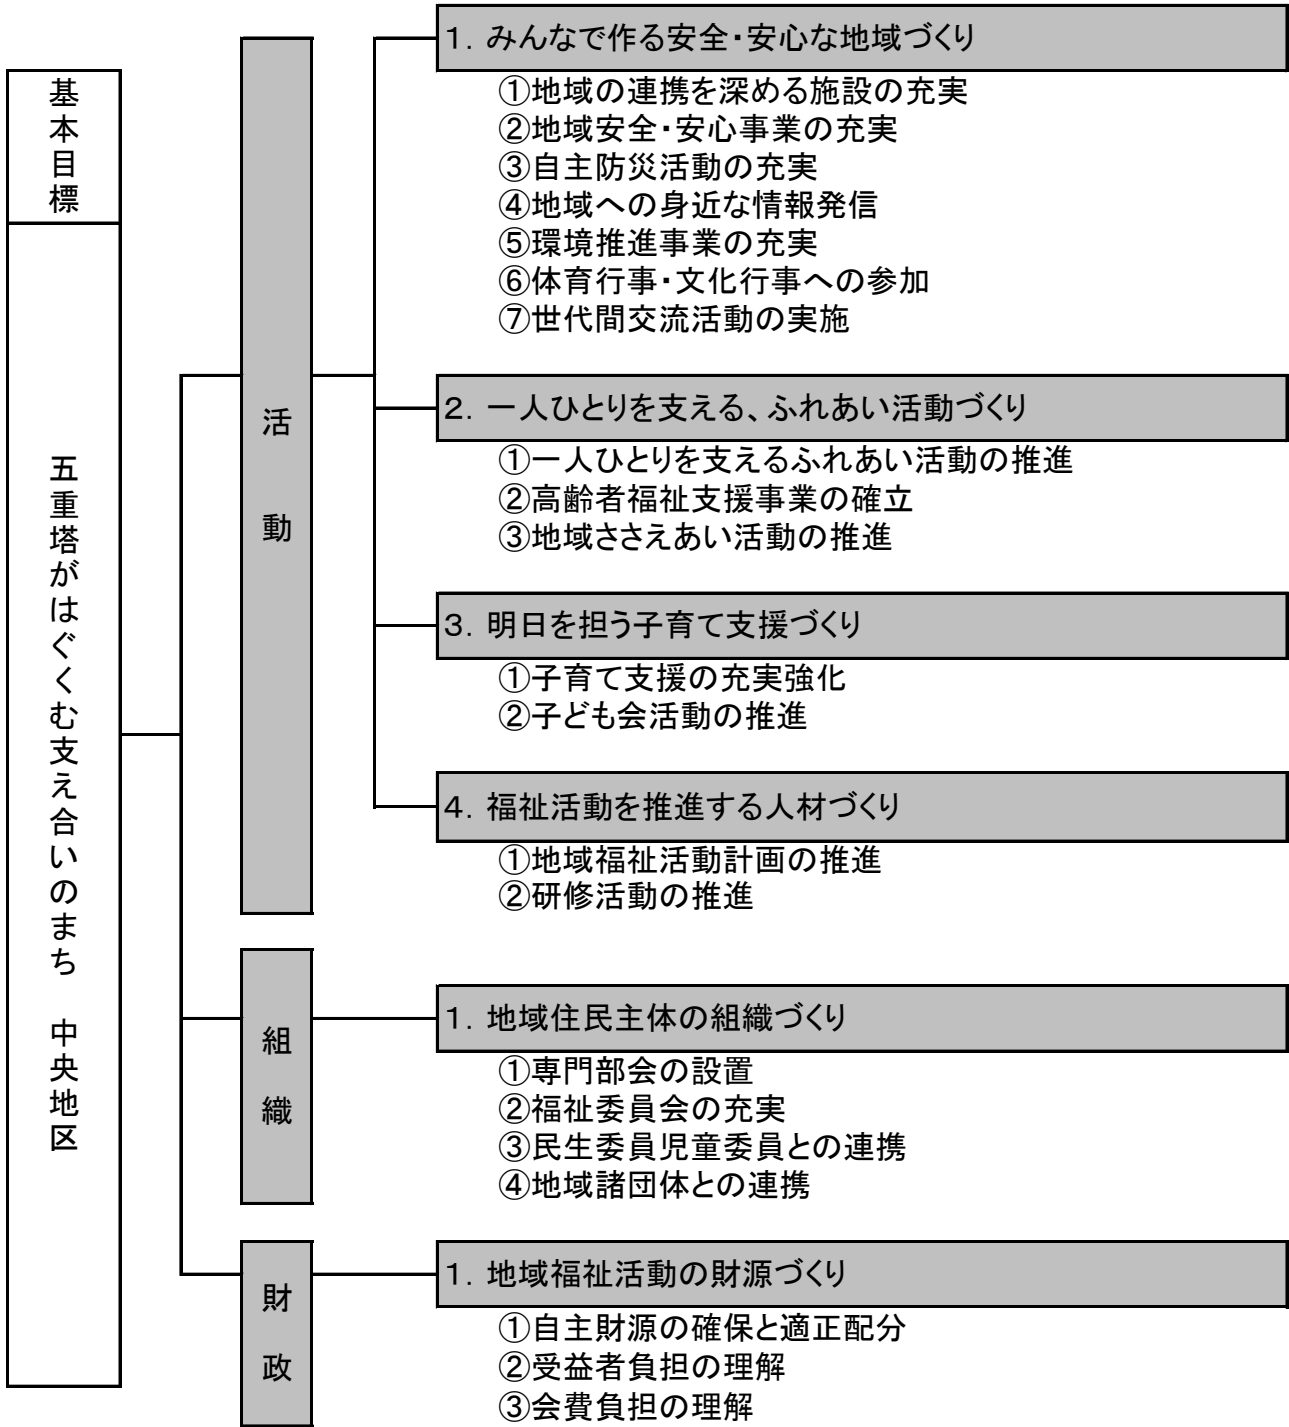 基本目標
五重塔がはぐくむ支え合いのまち　中央地区
活動
1．みんなで作る安全・安心な地域づくり
①地域の連携を深める施設の充実
②地域安全・安心事業の充実
③自主防災活動の充実
④地域への身近な情報発信
⑤環境推進事業の充実
⑥体育行事・文化行事への参加
⑦世代間交流活動の実施
2．一人ひとりを支える、ふれあい活動づくり
①一人ひとりを支えるふれあい活動の推進
②高齢者福祉支援事業の確立
③地域ささえあい活動の推進
3．明日を担う子育て支援づくり
①子育て支援の充実強化
②子ども会活動の推進
4．福祉活動を推進する人材づくり
①地域福祉活動計画の推進
②研修活動の推進
組織
1．地域住民主体の組織づくり
①専門部会の設置
②福祉委員会の充実
③民生委員児童委員との連携
④地域諸団体との連携
財政
1．地域福祉活動の財源づくり
①自主財源の確保と適正配分
②受益者負担の理解
③会費負担の理解